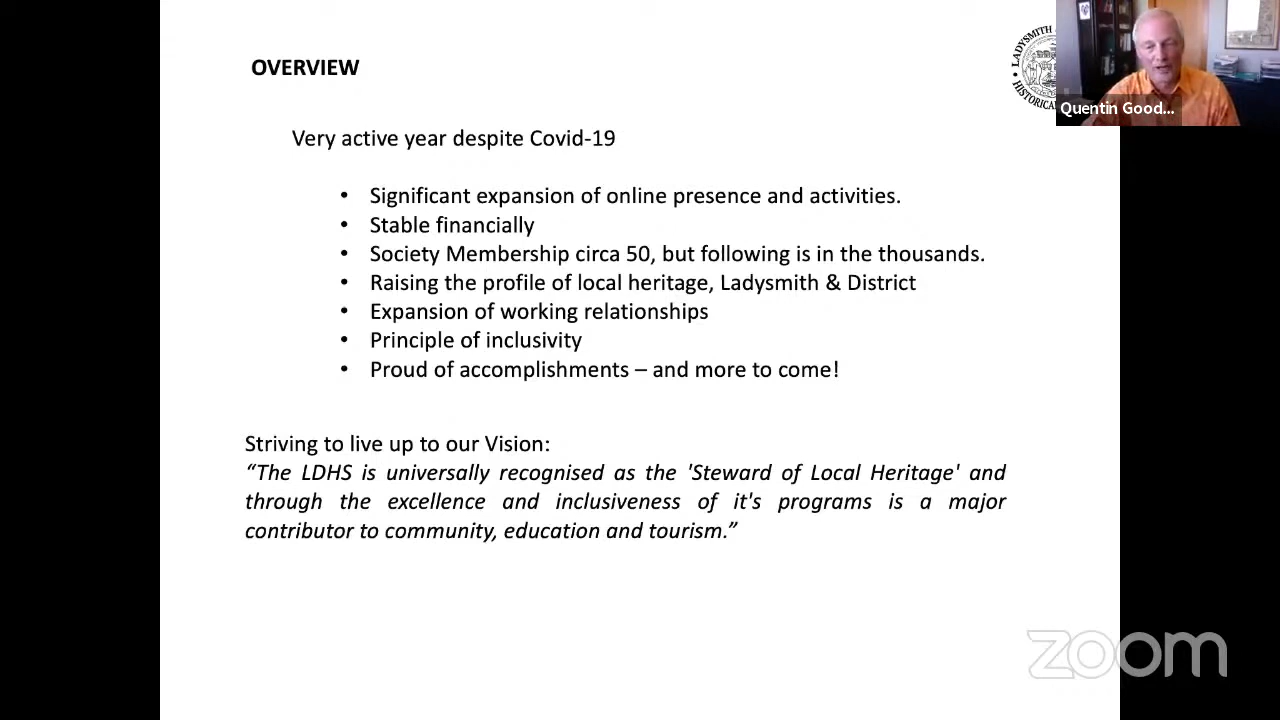 OVERVIEW
LADYSMITH
HISTORICAL
Quentin Good...
Very active year despite Covid-19
• Significant expansion of online presence and activities.
• Stable financially
• Society Membership circa 50, but following is in the thousands.
• Raising the profile of local heritage, Ladysmith & District
• Expansion of working relationships
• Principle of inclusivity
• Proud of accomplishments – and more to come!
Striving to live up to our Vision:
“The LDHS is universally recognised as the 'Steward of Local Heritage' and
through the excellence and inclusiveness of it's programs is a major
contributor to community, education and tourism.”
zoom